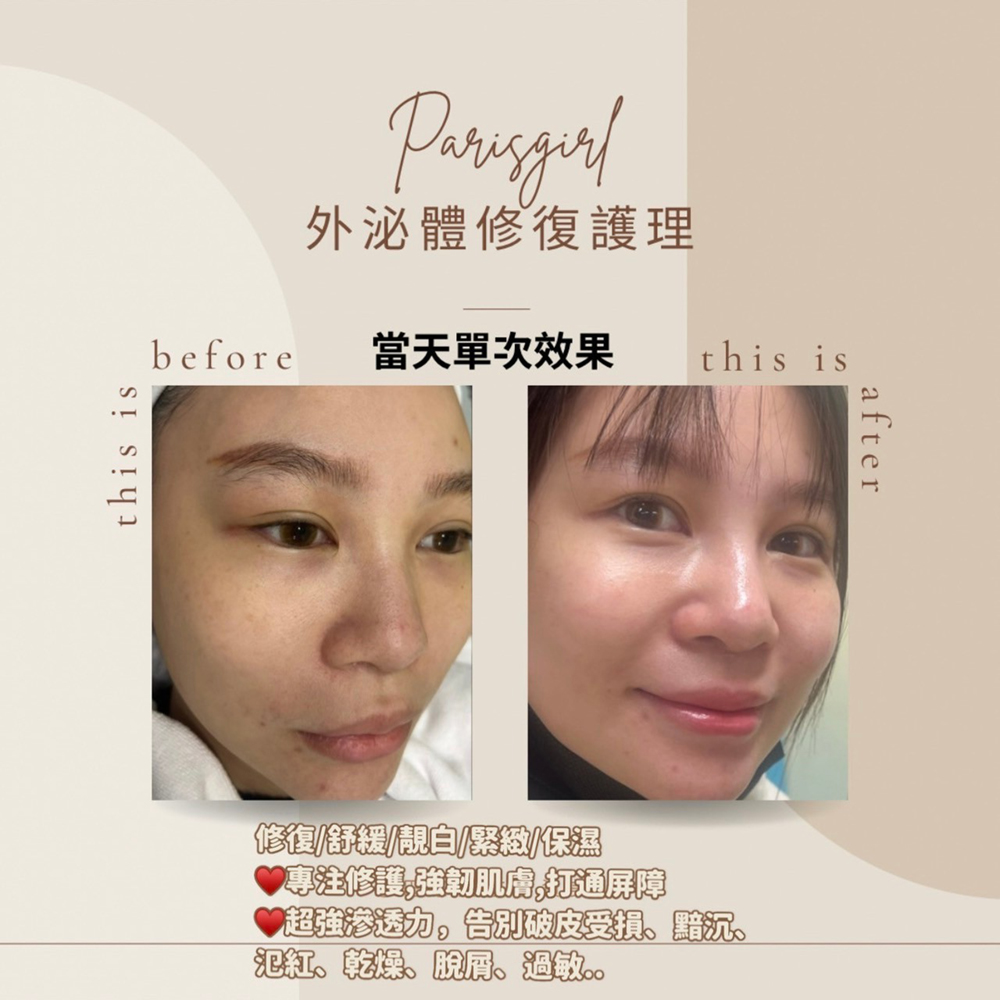 Parisgirl
外泌體修復護理
this is before
當天單次效果
this is after
修復/舒緩/靚白/緊緻/保濕
❤️專注修護,強韌肌膚,打通屏障
❤️超強滲透力，告別破皮受損、黯沉、
氾紅、乾燥、脫屑、過敏..